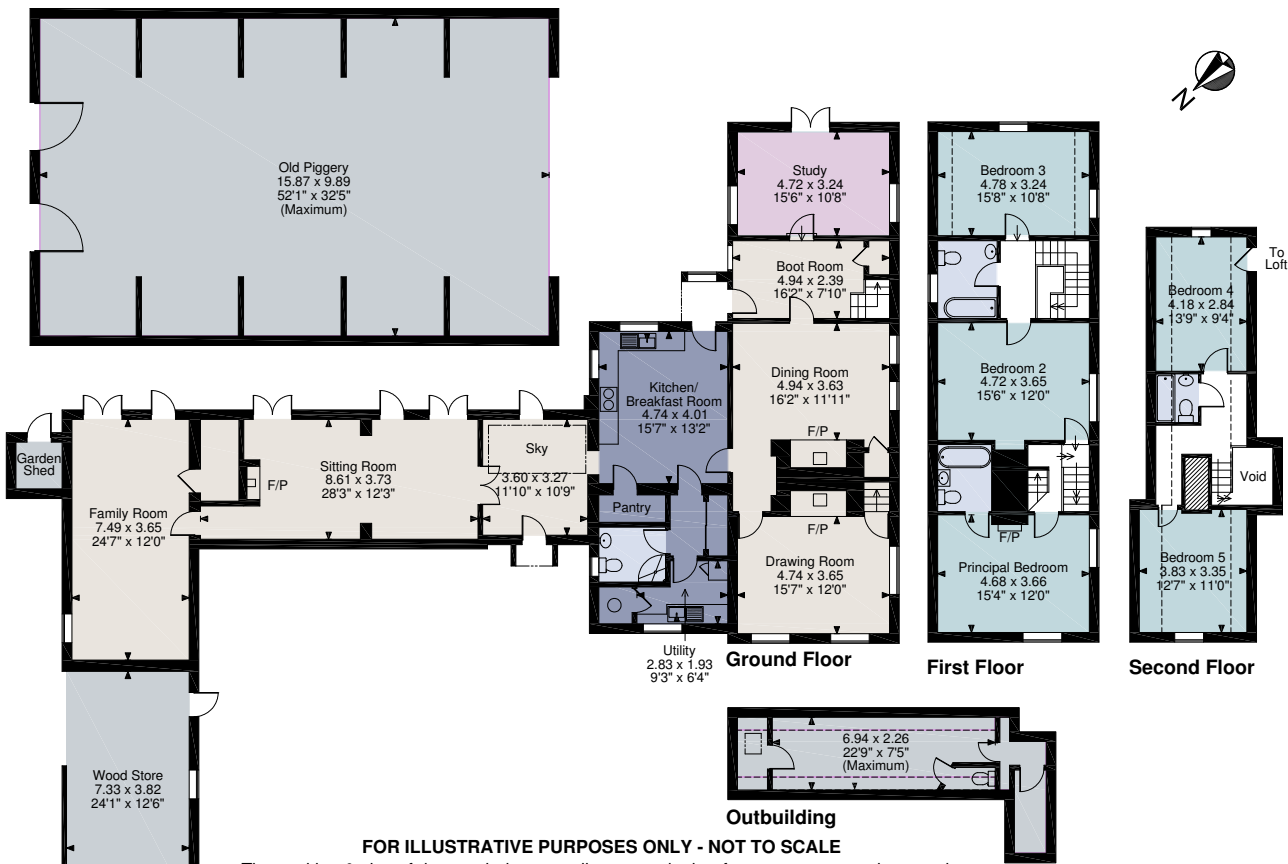 Old Piggery
15.87 x 9.89
52'1" x 32'5"
(Maximum)
N
Study
4.72 x 3.24
15'6" x 10'8"
Bedroom 3
4.78 x 3.24
15'8" x 10'8"
Boot Room
4.94 x 2.39
16'2" x 7'10"
Bedroom 4
4.18 x 2.84
13'9" x 9'4"
To
Loft
Kitchen/
Breakfast Room
4.74 x 4.01
15'7" x 13'2"
Dining Room
4.94 x 3.63
16'2" x 11'11"
F/P
Bedroom 2
4.72 x 3.65
15'6" x 12'0"
Garden
Shed
Family Room
7.49 x 3.65
24'7" x 12'0"
F/P
Sitting Room
8.61 x 3.73
28'3" x 12'3"
Sky
3.60 x 3.27
11'10" x 10'9"
Pantry
F/P
Drawing Room
4.74 x 3.65
15'7" x 12'0"
F/P
Principal Bedroom
4.68 x 3.66
15'4" x 12'0"
Void
Bedroom 5
3.83 x 3.35
12'7" x 11'0"
Utility
2.83 x 1.93
9'3" x 6'4"
Ground Floor
First Floor
Second Floor
Wood Store
7.33 x 3.82
24'1" x 12'6"
6.94 x 2.26
22'9" x 7'5"
(Maximum)
Outbuilding
FOR ILLUSTRATIVE PURPOSES ONLY - NOT TO SCALE